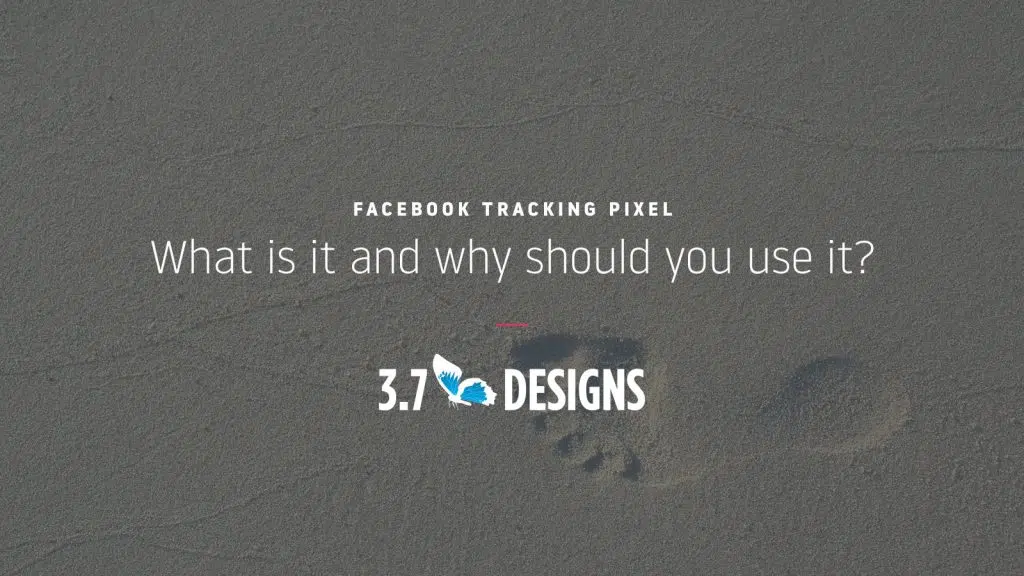 FACEBOOK TRACKING PIXEL
What is it and why should you use it?
3.7 DESIGNS